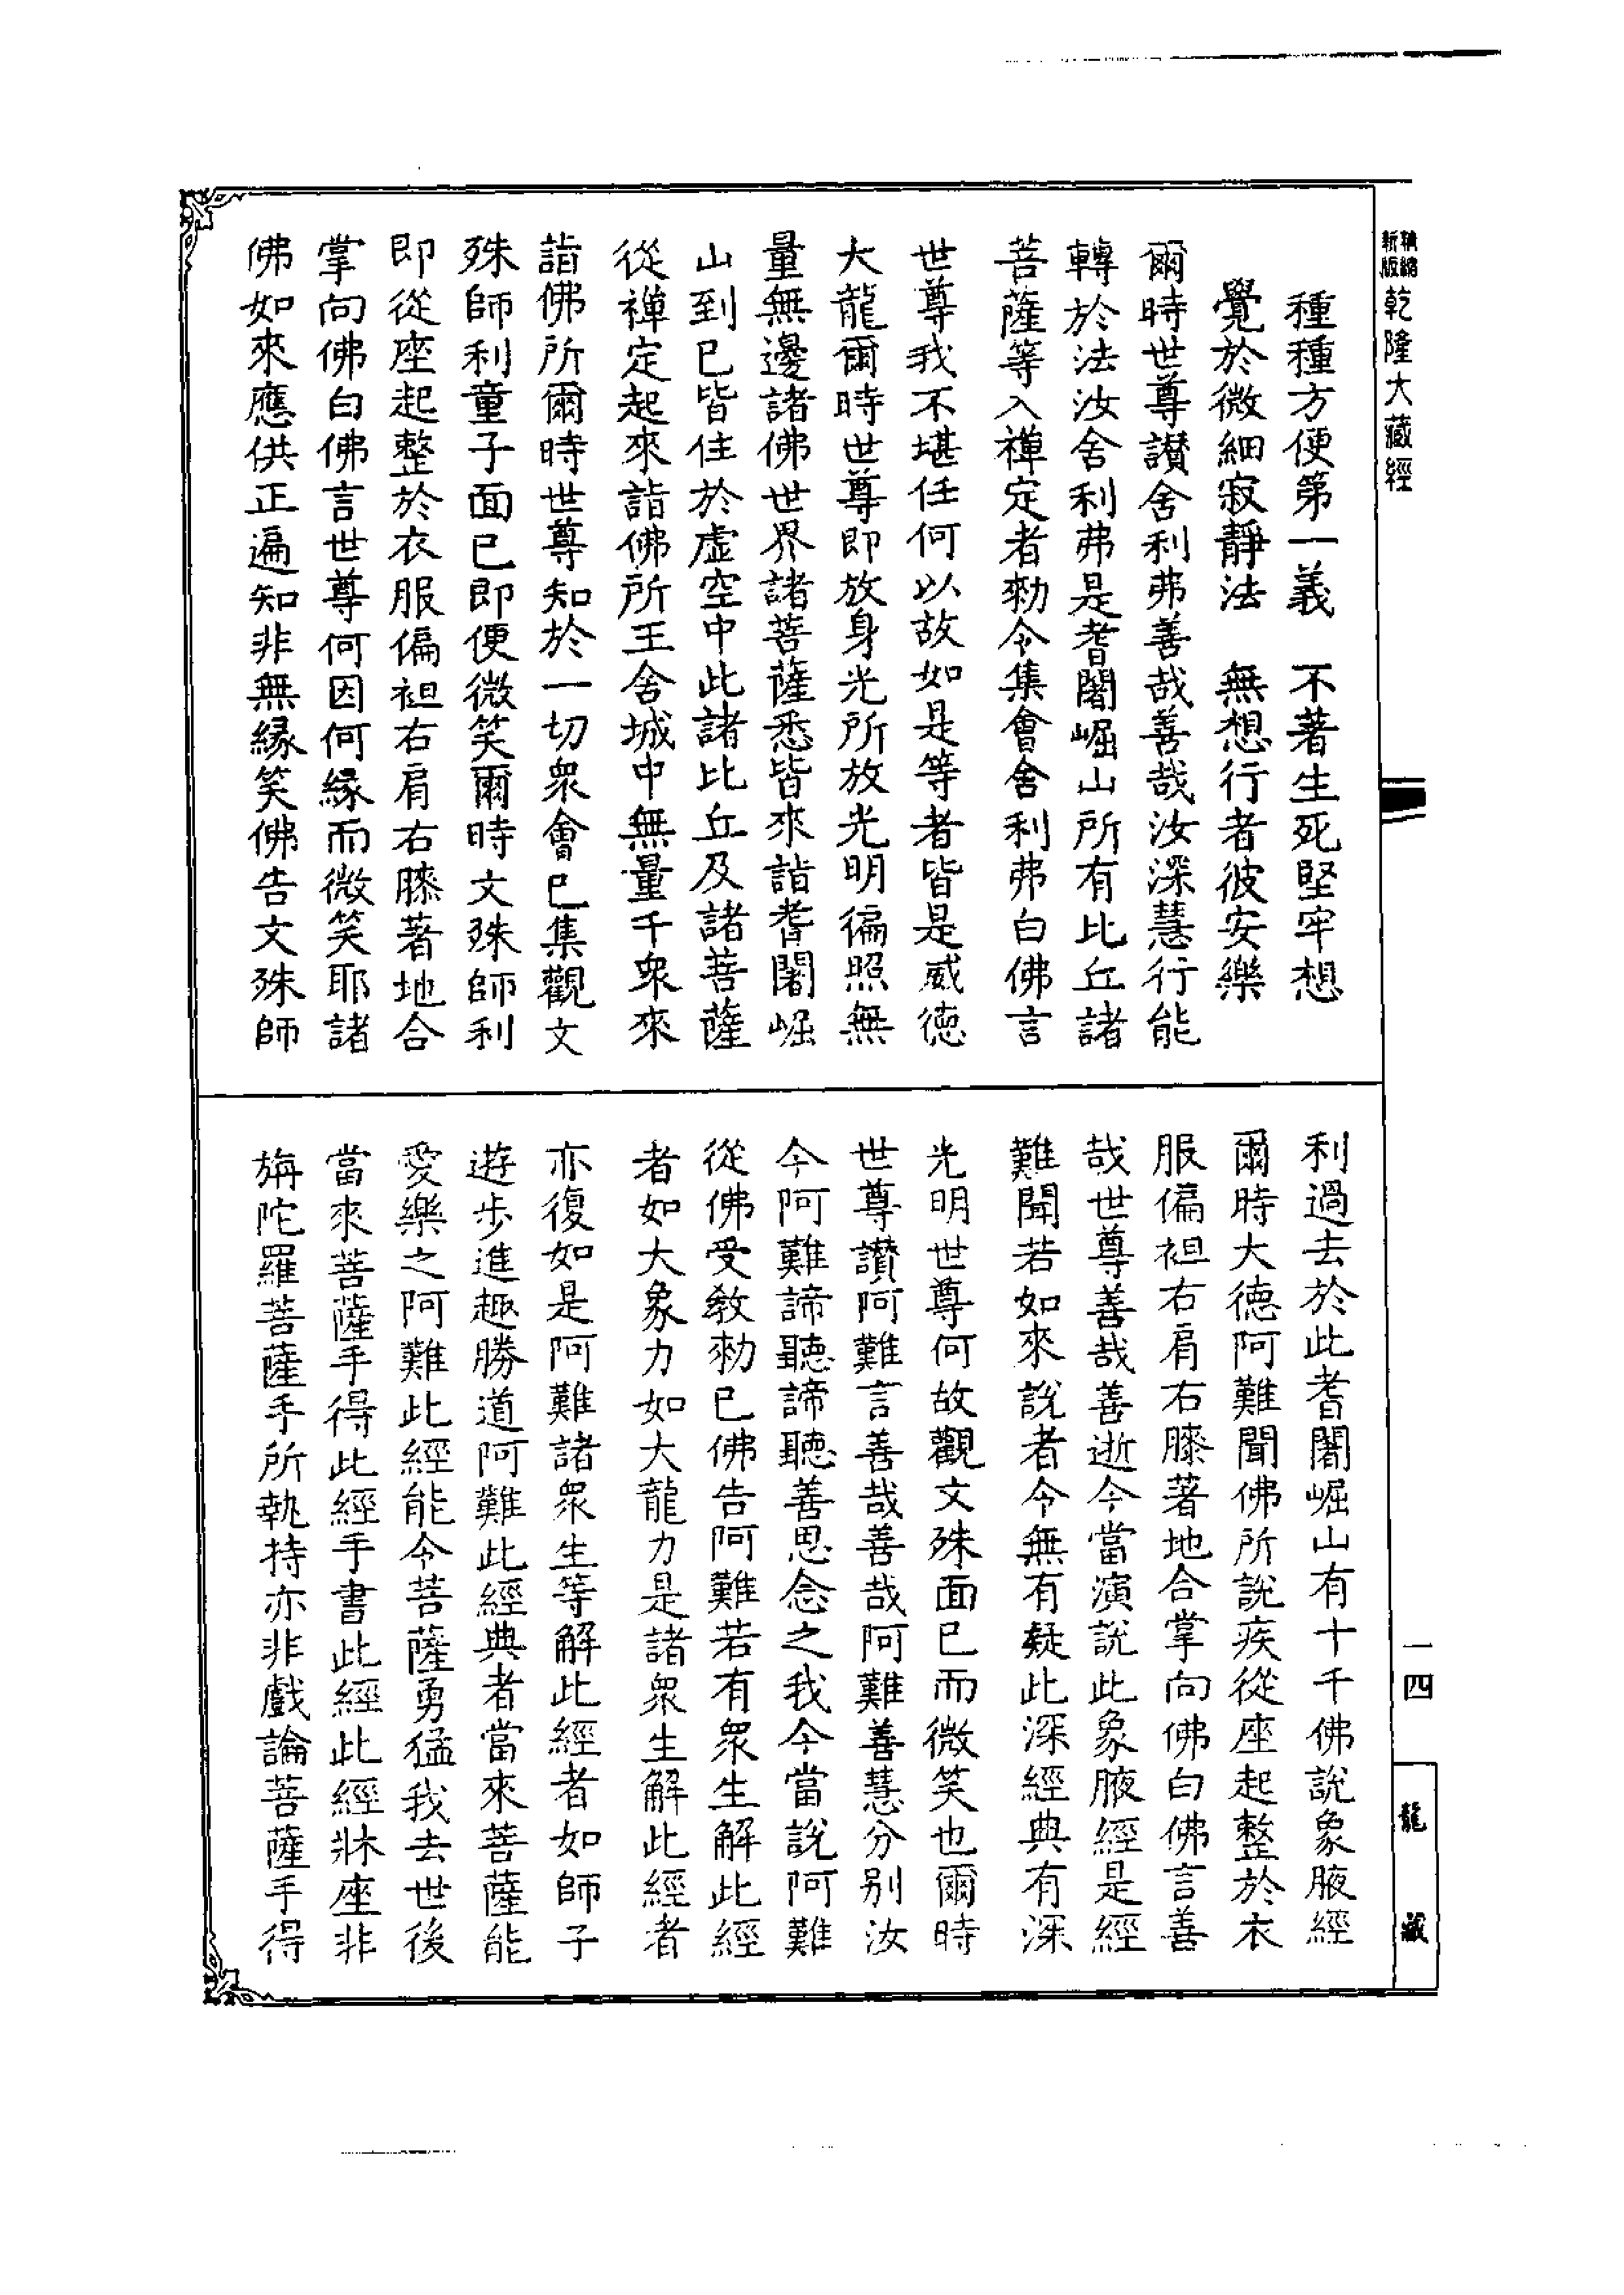 新版
精縮
乾隆大藏經
種種方便第一義　不著生死堅牢想
覺於微細寂靜法　無想行者彼安樂
爾時世尊讃舍利弗善哉善哉汝深慧行能
轉於法汝舍利弗是耆闍崛山所有比丘諸
菩薩等入禪定者勑令集會舍利弗白佛言
世尊我不堪任何以故如是等者皆是威德
大龍爾時世尊即放身光所放光明徧照無
量無邊諸佛世界諸菩薩悉皆來詣耆闍崛
山到已皆住於虛空中此諸比丘及諸菩薩
從禪定起來詣佛所王舍城中無量千衆來
詣佛所爾時世尊知於一切衆會已集觀文
殊師利童子面已即便微笑爾時文殊師利
即從座起整於衣服偏袒右肩右膝著地合
掌向佛白佛言世尊何因何緣而微笑耶諸
佛如來應供正遍知非無緣笑佛告文殊師
利過去於此耆闍崛山有十千佛說象腋經
爾時大德阿難聞佛所說疾從座起整於衣
服偏袒右肩右膝著地合掌向佛白佛言善
哉世尊善哉善逝今當演說此象腋經是經
難聞若如來說者今無有疑此深經典有深
光明世尊何故觀文殊面已而微笑也爾時
世尊讃阿難言善哉善哉阿難善慧分別汝
今阿難諦聽諦聽善思念之我今當說阿難
從佛受教勑已佛告阿難若有衆生解此經
者如大象力如大龍力是諸衆生解此經者
亦復如是阿難諸衆生等解此經者如師子
遊步進趣勝道阿難此經典者當來菩薩能
愛樂之阿難此經能令菩薩勇猛我去世後
當來菩薩手得此經手書此經此經牀座非
旃陀羅菩薩手所執持亦非戲論菩薩手得
一四
龍藏